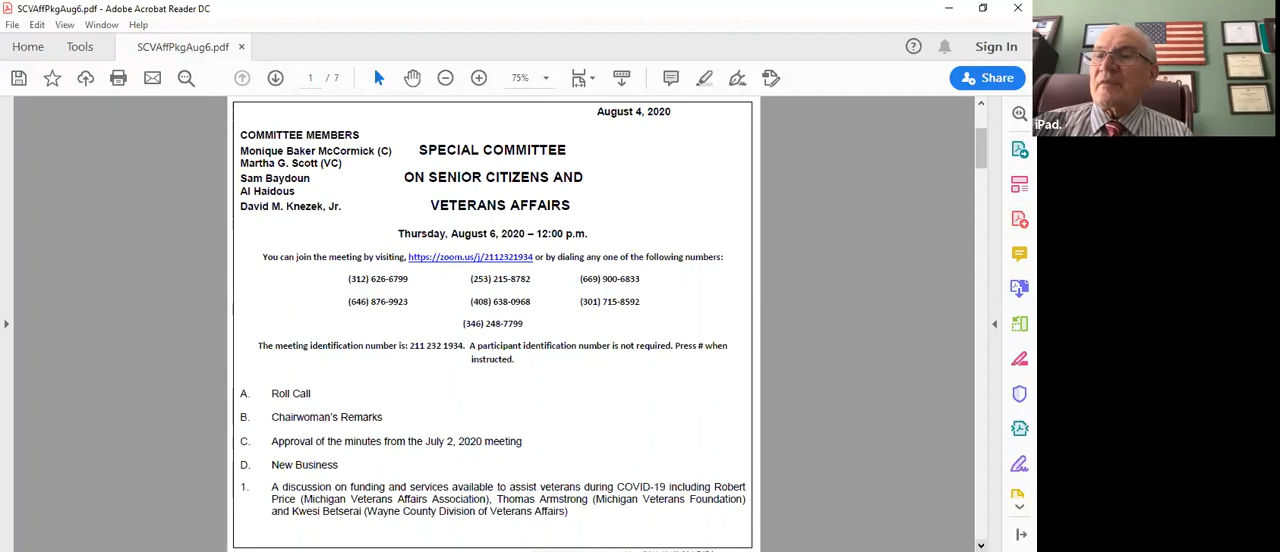 SCVAffPkgAug6.pdf - Adobe Acrobat Reader DC
File Edit View Window Help
Home Tools SCVAffPkgAug6.pdf × Sign In
1 / 7 75% Share
August 4, 2020
COMMITTEE MEMBERS
Monique Baker McCormick (C)
Martha G. Scott (VC)
Sam Baydoun
Al Haidous
David M. Knezek, Jr.
SPECIAL COMMITTEE
ON SENIOR CITIZENS AND
VETERANS AFFAIRS
Thursday, August 6, 2020 – 12:00 p.m.
You can join the meeting by visiting, https://zoom.us/j/2112321934 or by dialing any one of the following numbers:
(312) 626-6799 (253) 215-8782 (669) 900-6833
(646) 876-9923 (408) 638-0968 (301) 715-8592
(346) 248-7799
The meeting identification number is: 211 232 1934. A participant identification number is not required. Press # when
instructed.
A. Roll Call
B. Chairwoman's Remarks
C. Approval of the minutes from the July 2, 2020 meeting
D. New Business
1. A discussion on funding and services available to assist veterans during COVID-19 including Robert
Price (Michigan Veterans Affairs Association), Thomas Armstrong (Michigan Veterans Foundation)
and Kwesi Betserai (Wayne County Division of Veterans Affairs)
iPad.